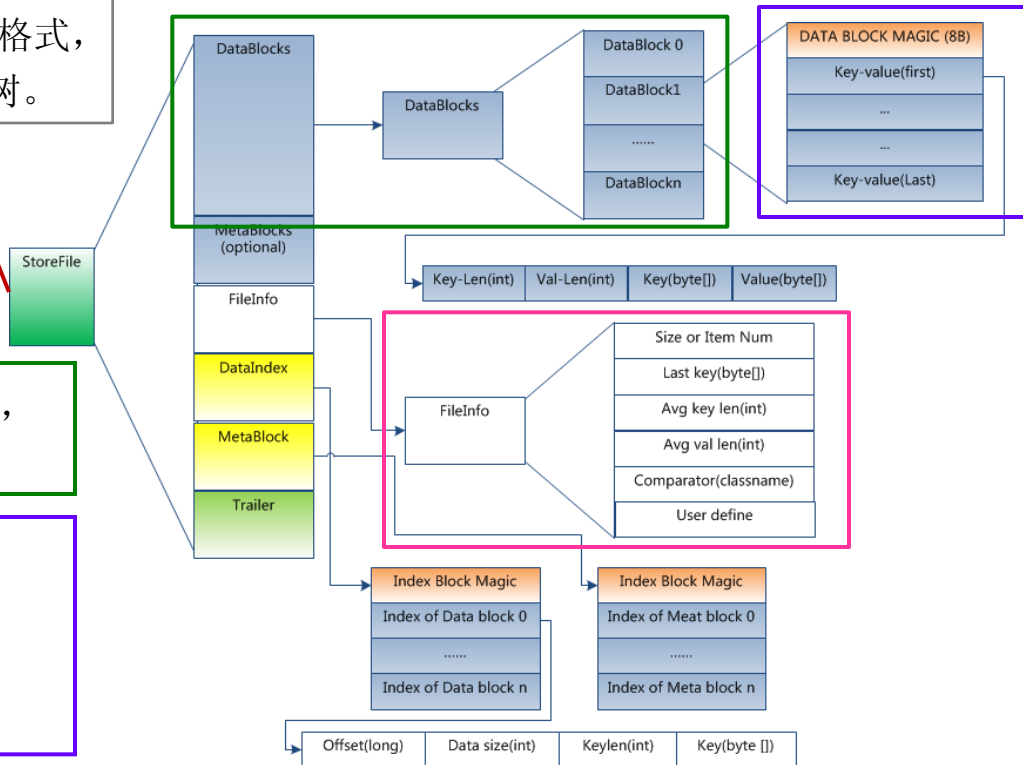 格式，
树。
DataBlocks
MetaBlocks
(optional)
FileInfo
DataIndex
MetaBlock
Trailer
StoreFile
，
DataBlocks
DataBlock 0
DataBlock1
......
DataBlockn
DATA BLOCK MAGIC (8B)
Key-value(first)
...
...
Key-value(Last)
Key-Len(int)
Val-Len(int)
Key(byte[])
Value(byte[])
FileInfo
Size or Item Num
Last key(byte[])
Avg key len(int)
Avg val len(int)
Comparator(classname)
User define
Index Block Magic
Index of Data block 0
......
Index of Data block n
Index Block Magic
Index of Meat block 0
......
Index of Meta block n
Offset(long)
Data size(int)
Keylen(int)
Key(byte [])